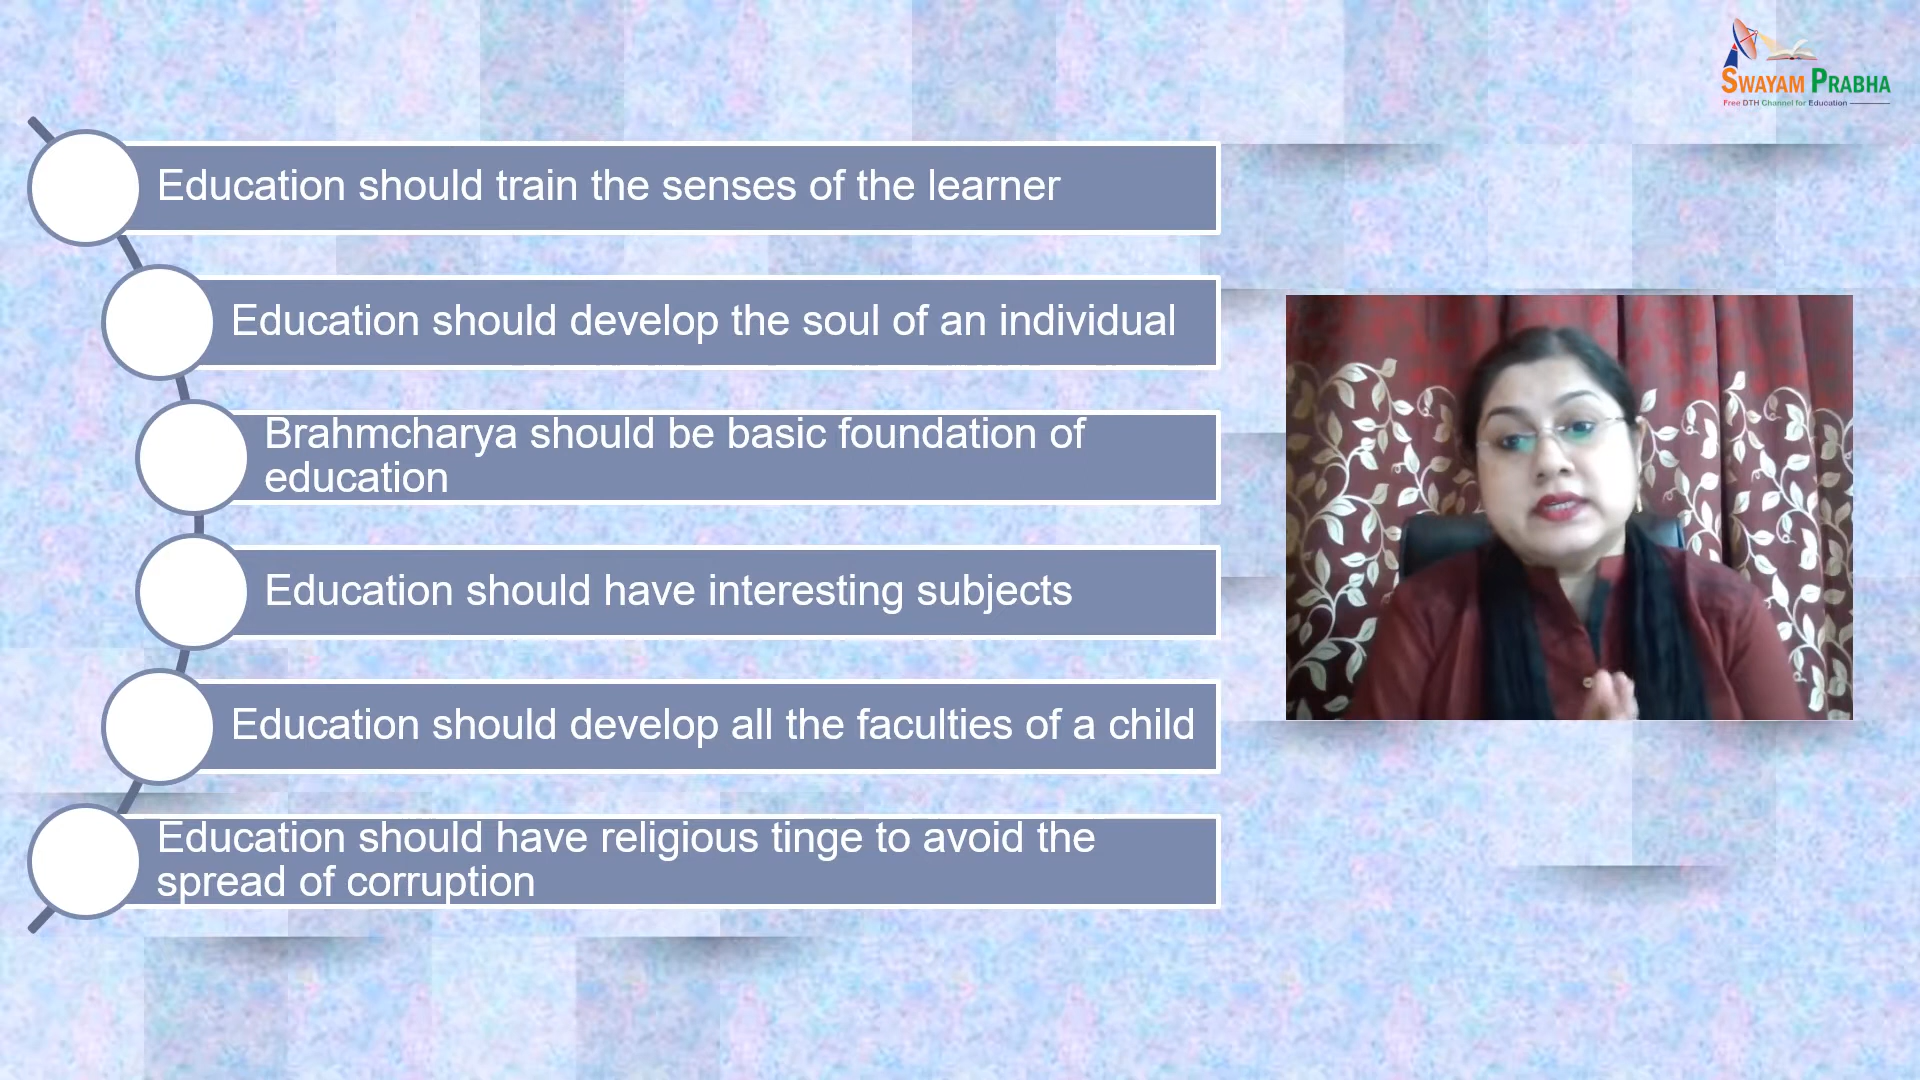 SWAYAM PRABHA
Free DTH Channel for Education
Education should train the senses of the learner
Education should develop the soul of an individual
Brahmcharya should be basic foundation of
education
Education should have interesting subjects
Education should develop all the faculties of a child
Education should have religious tinge to avoid the
spread of corruption